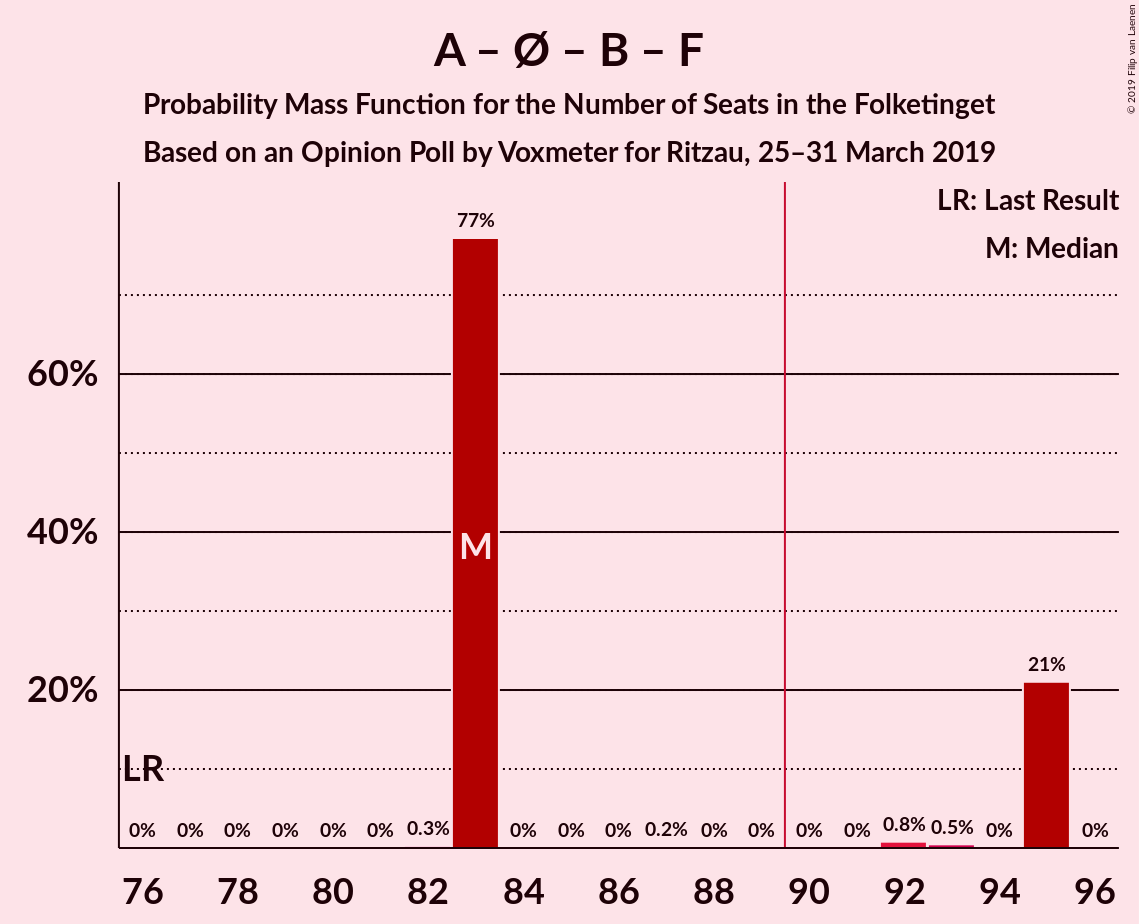 A – Ø – B – F
Probability Mass Function for the Number of Seats in the Folketinget
Based on an Opinion Poll by Voxmeter for Ritzau, 25–31 March 2019
© 2019 Filip van Laenen
LR: Last Result
M: Median
77%
60%
M
40%
21%
20%
LR
0% 0% 0% 0% 0% 0% 0.3% 0% 0% 0% 0.2% 0% 0% 0% 0% 0.8% 0.5% 0% 0%
76 78 80 82 84 86 88 90 92 94 96